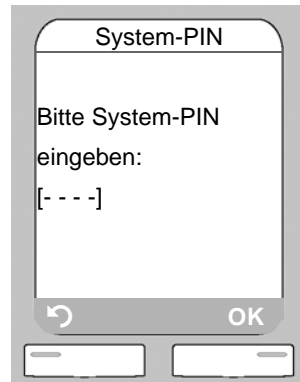 System-PIN
Bitte System-PIN
eingeben:
[- - - -]
OK